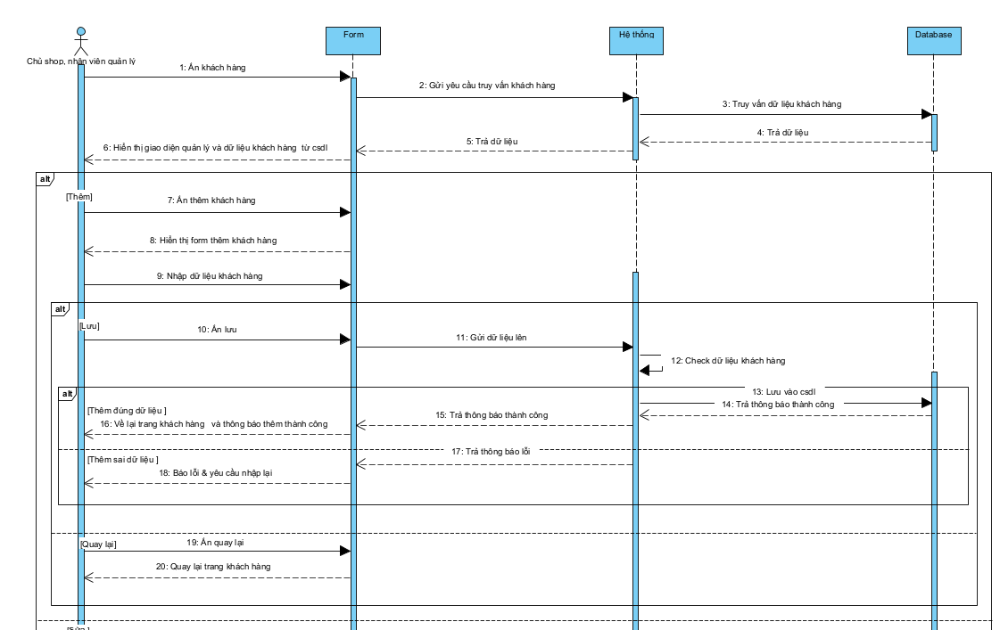 Form
Hệ thống
Database
Chủ shop, nhân viên quản lý
1: Ấn khách hàng
2: Gửi yêu cầu truy vấn khách hàng
3: Truy vấn dữ liệu khách hàng
4: Trả dữ liệu
5: Trả dữ liệu
6: Hiển thị giao diện quản lý và dữ liệu khách hàng từ csdl
alt
[Thêm]
7: Ấn thêm khách hàng
8: Hiển thị form thêm khách hàng
9: Nhập dữ liệu khách hàng
alt
[Lưu]
10: Ấn lưu
11: Gửi dữ liệu lên
12: Check dữ liệu khách hàng
alt
13: Lưu vào csdl
14: Trả thông báo thành công
[Thêm đúng dữ liệu ]
15: Trả thông báo thành công
16: Về lại trang khách hàng và thông báo thêm thành công
17: Trả thông báo lỗi
[Thêm sai dữ liệu ]
18: Báo lỗi & yêu cầu nhập lại
[Quay lại]
19: Ấn quay lại
20: Quay lại trang khách hàng
[Sửa ]